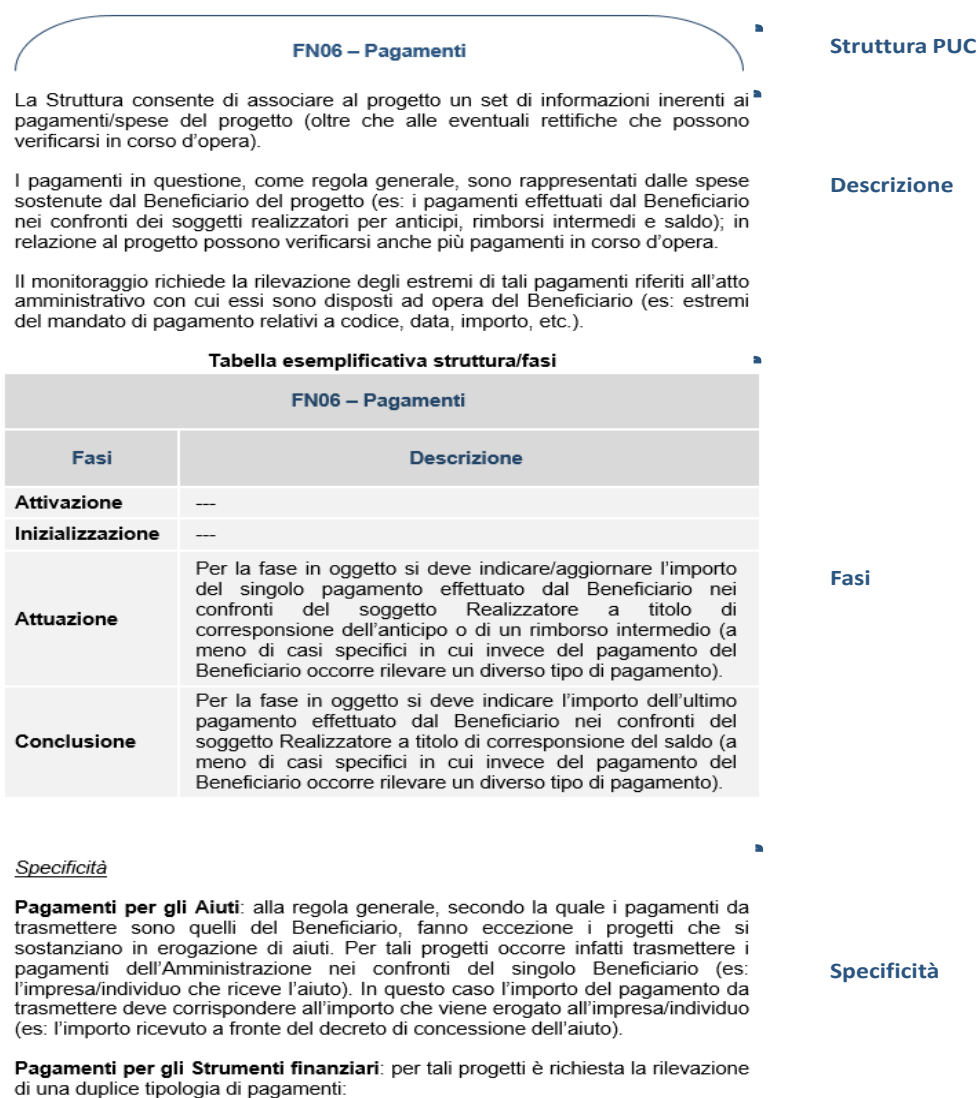 FN06 – Pagamenti
Struttura PUC
La Struttura consente di associare al progetto un set di informazioni inerenti ai
pagamenti/spese del progetto (oltre che alle eventuali rettifiche che possono
verificarsi in corso d'opera).
I pagamenti in questione, come regola generale, sono rappresentati dalle spese
sostenute dal Beneficiario del progetto (es: i pagamenti effettuati dal Beneficiario
nei confronti dei soggetti realizzatori per anticipi, rimborsi intermedi e saldo); in
relazione al progetto possono verificarsi anche più pagamenti in corso d'opera.
Descrizione
Il monitoraggio richiede la rilevazione degli estremi di tali pagamenti riferiti all'atto
amministrativo con cui essi sono disposti ad opera del Beneficiario (es: estremi
del mandato di pagamento relativi a codice, data, importo, etc.).
Tabella esemplificativa struttura/fasi
FN06 – Pagamenti
Fasi
Descrizione
Attivazione
---
Inizializzazione
---
Attuazione
Per la fase in oggetto si deve indicare/aggiornare l'importo
del singolo pagamento effettuato dal Beneficiario nei
confronti del soggetto Realizzatore a titolo di
corresponsione dell'anticipo o di un rimborso intermedio (a
meno di casi specifici in cui invece del pagamento del
Beneficiario occorre rilevare un diverso tipo di pagamento).
Fasi
Conclusione
Per la fase in oggetto si deve indicare l'importo dell'ultimo
pagamento effettuato dal Beneficiario nei confronti del
soggetto Realizzatore a titolo di corresponsione del saldo (a
meno di casi specifici in cui invece del pagamento del
Beneficiario occorre rilevare un diverso tipo di pagamento).
Specificità
Pagamenti per gli Aiuti: alla regola generale, secondo la quale i pagamenti da
trasmettere sono quelli del Beneficiario, fanno eccezione i progetti che si
sostanziano in erogazione di aiuti. Per tali progetti occorre infatti trasmettere i
pagamenti dell'Amministrazione nei confronti del singolo Beneficiario (es:
l'impresa/individuo che riceve l'aiuto). In questo caso l'importo del pagamento da
trasmettere deve corrispondere all'importo che viene erogato all'impresa/individuo
(es: l'importo ricevuto a fronte del decreto di concessione dell'aiuto).
Specificità
Pagamenti per gli Strumenti finanziari: per tali progetti è richiesta la rilevazione
di una duplice tipologia di pagamenti: